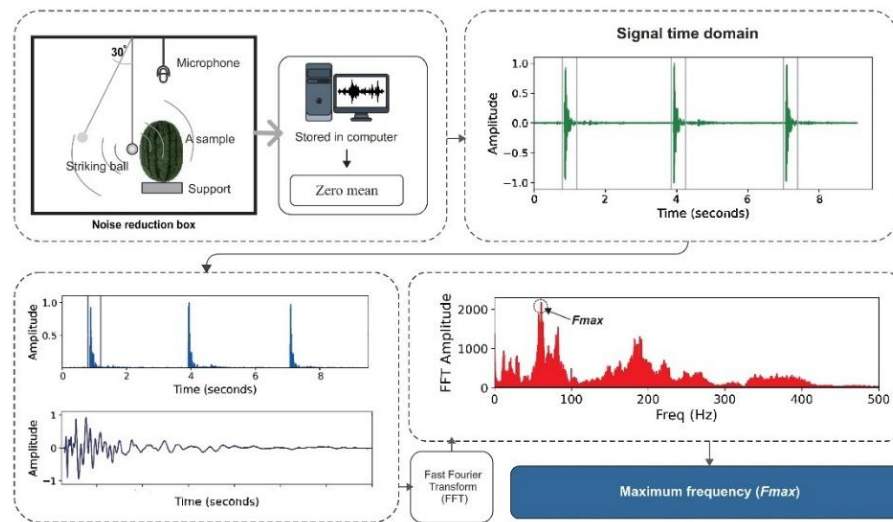 30°
Microphone
A sample
Striking ball
Support
Noise reduction box
Stored in computer
Zero mean
Signal time domain
Amplitude
1.0
0.5
0.0
−0.5
−1.0
0
2
4
6
8
Time (seconds)
Amplitude
1.0
0.5
0
2
4
6
8
Time (seconds)
Amplitude
1
0
−1
Time (seconds)
Fast Fourier
Transform
(FFT)
FFT Amplitude
2000
1000
0
Fmax
0
100
200
300
400
500
Freq (Hz)
Maximum frequency (Fmax)